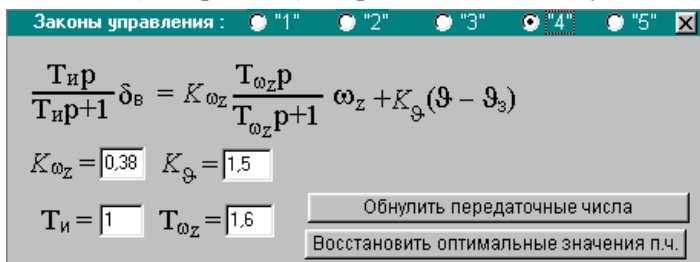 Законы управления : "1" "2" "3" "4" "5"
Tиp / Tиp+1 δв = Kωz Tωzp / Tωzp+1 ωz + Kϑ(ϑ – ϑз)
Kωz = 0,38 Kϑ = 1,5
Tи = 1 Tωz = 1,6
Обнулить передаточные числа
Восстановить оптимальные значения п.ч.